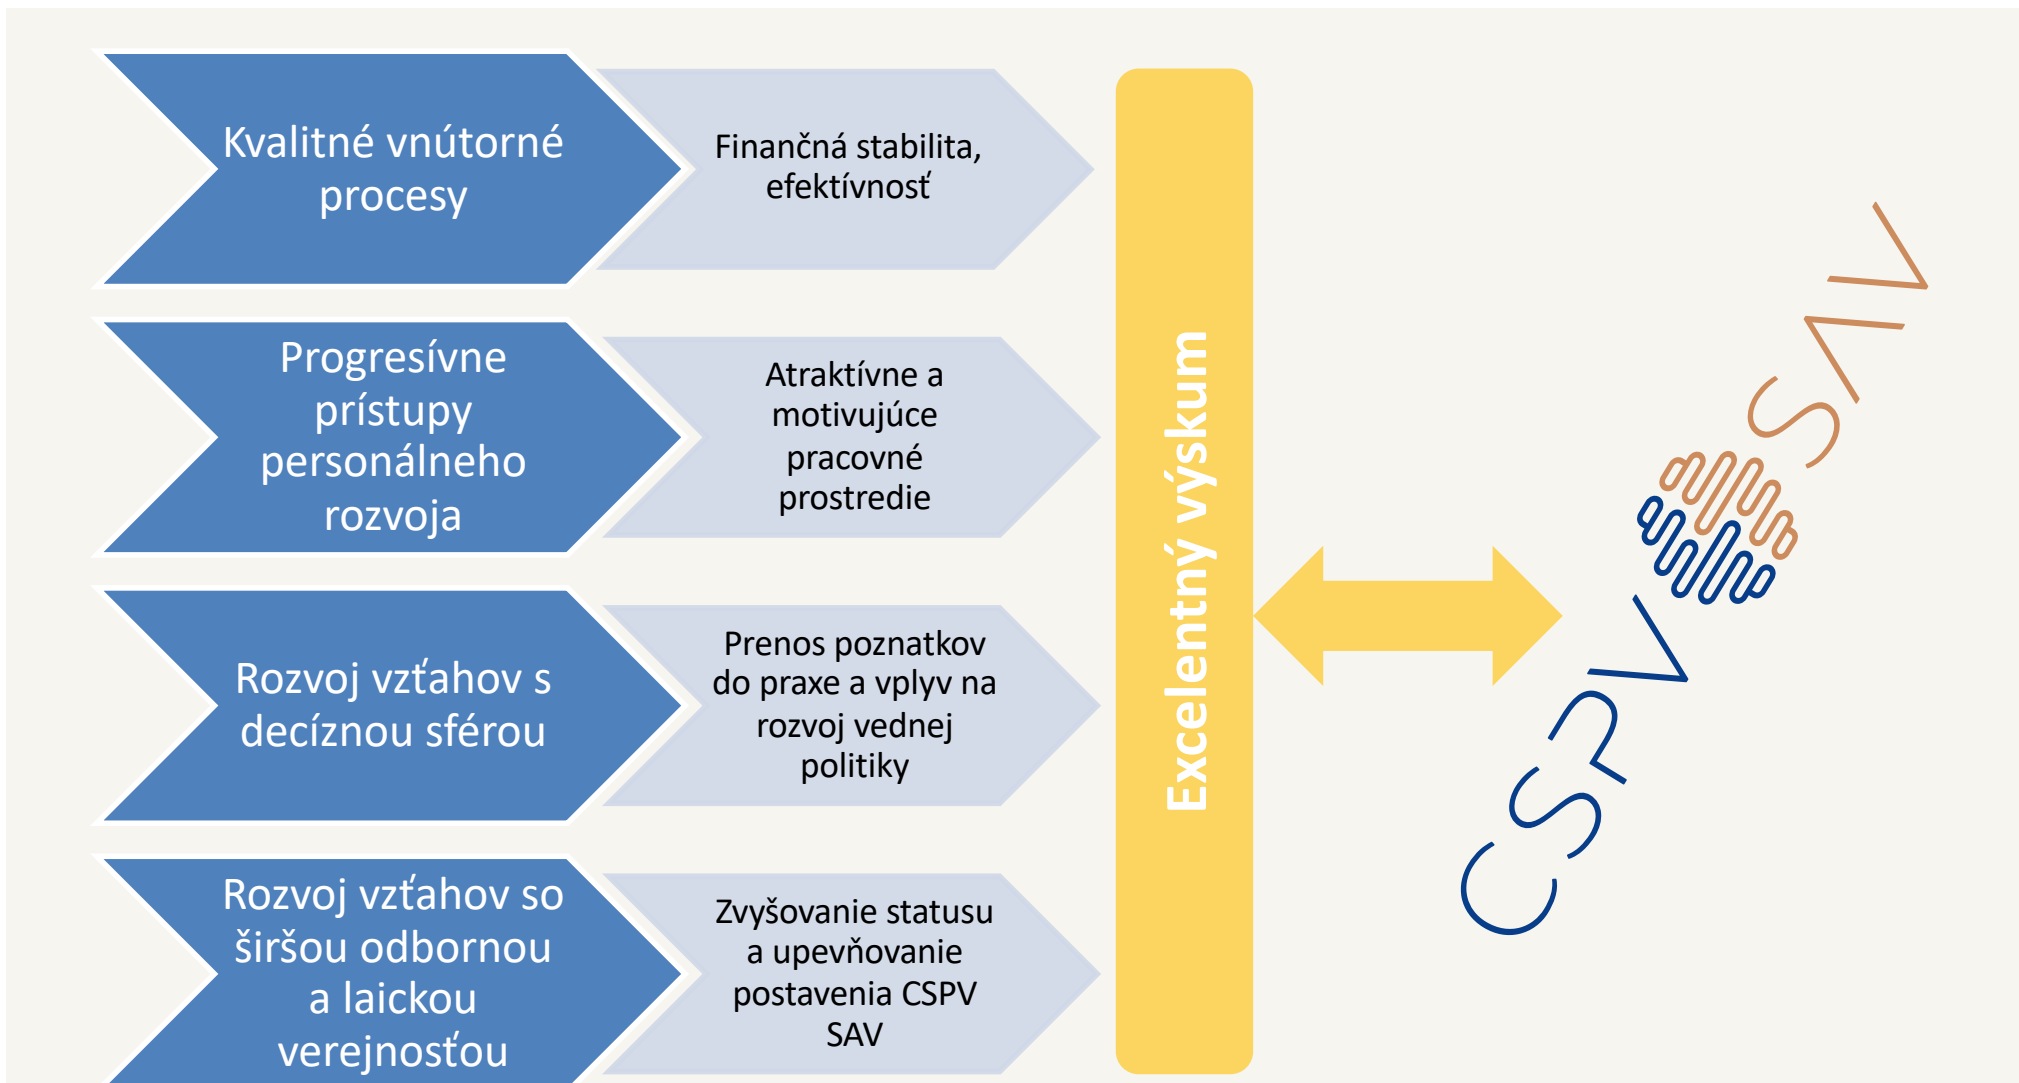 Kvalitné vnútorné
procesy
Finančná stabilita,
efektívnosť
Progresívne
prístupy
personálneho
rozvoja
Atraktívne a
motivujúce
pracovné
prostredie
Rozvoj vzťahov s
decíznou sférou
Prenos poznatkov
do praxe a vplyv na
rozvoj vednej
politiky
Rozvoj vzťahov so
širšou odbornou
a laickou
verejnosťou
Zvyšovanie statusu
a upevňovanie
postavenia CSPV
SAV
Excelentný výskum
CSPV SAV